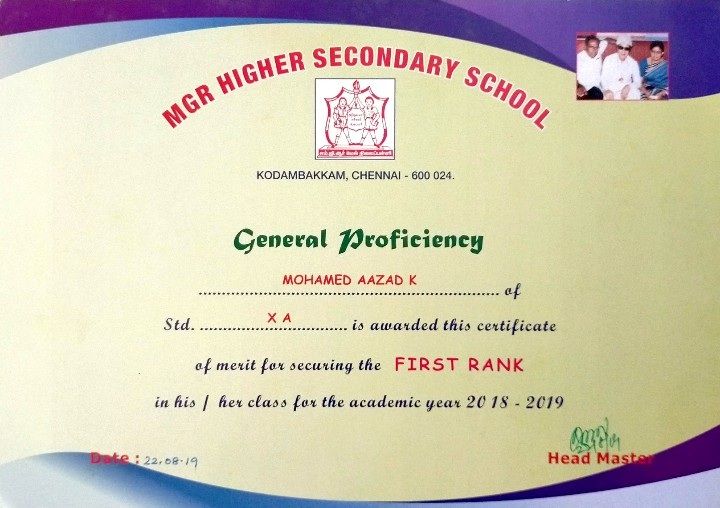 MGR HIGHER SECONDARY SCHOOL
KODAMBAKKAM, CHENNAI - 600 024.
General Proficiency
MOHAMED AAZAD K
.................................................................. of
Std. ................................. is awarded this certificate
X A
of merit for securing the FIRST RANK
in his / her class for the academic year 2018 - 2019
Date : 22.08.19
Head Master